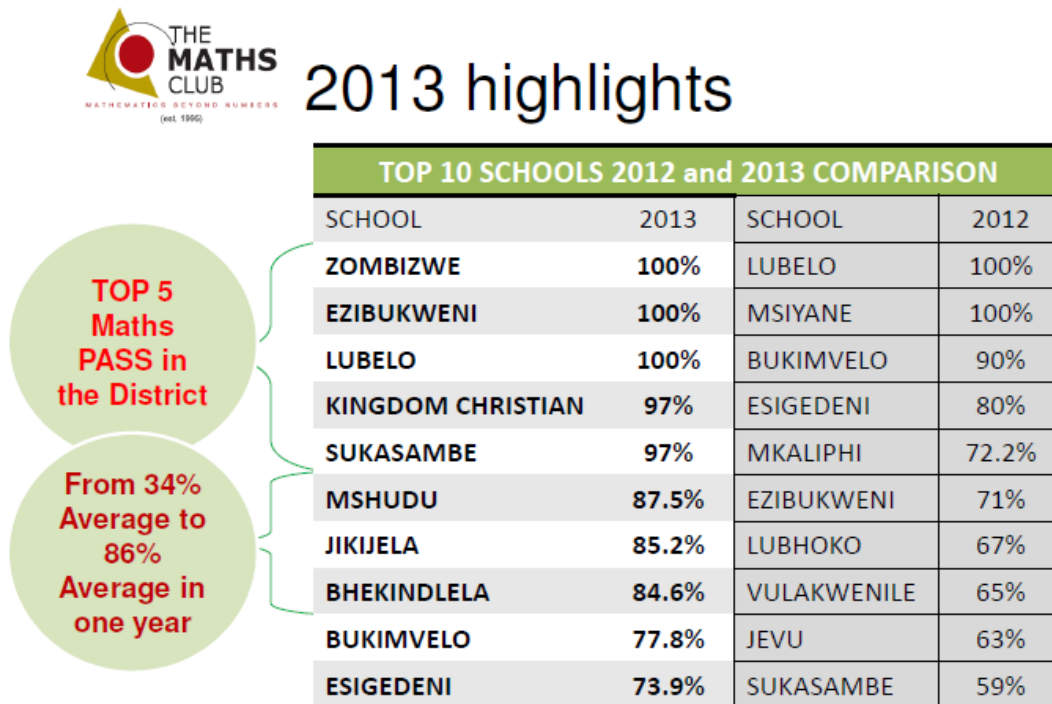 THE
MATHS
CLUB
MATHEMATICS BEYOND NUMBERS
(est. 1995)
2013 highlights
TOP 10 SCHOOLS 2012 and 2013 COMPARISON
SCHOOL 2013 SCHOOL 2012
ZOMBIZWE 100% LUBELO 100%
EZIBUKWENI 100% MSIYANE 100%
LUBELO 100% BUKIMVELO 90%
KINGDOM CHRISTIAN 97% ESIGEDENI 80%
SUKASAMBE 97% MKALIPHI 72.2%
MSHUDU 87.5% EZIBUKWENI 71%
JIKIJELA 85.2% LUBHOKO 67%
BHEKINDLELA 84.6% VULAKWENILE 65%
BUKIMVELO 77.8% JEVU 63%
ESIGEDENI 73.9% SUKASAMBE 59%
TOP 5
Maths
PASS in
the District
From 34%
Average to
86%
Average in
one year